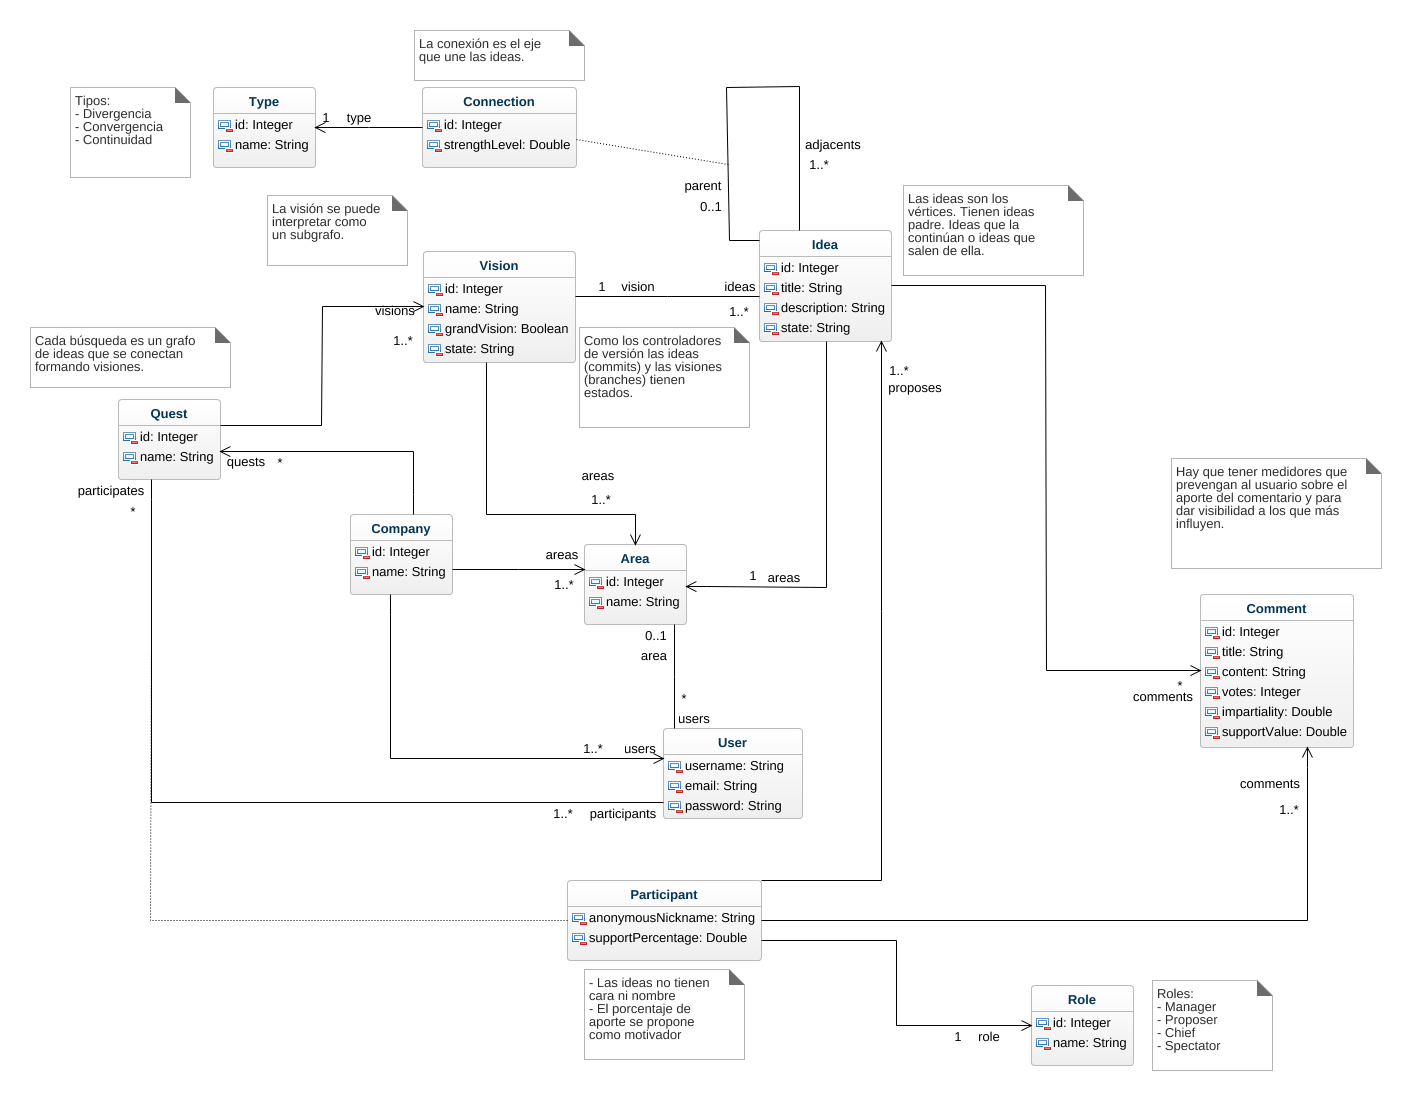 La conexión es el eje
que une las ideas.
Tipos:
- Divergencia
- Convergencia
- Continuidad
Type
id: Integer
name: String
1 type
Connection
id: Integer
strengthLevel: Double
adjacents
1..*
parent
0..1
Las ideas son los
vértices. Tienen ideas
padre. Ideas que la
continúan o ideas que
salen de ella.
La visión se puede
interpretar como
un subgrafo.
Vision
id: Integer
name: String
grandVision: Boolean
state: String
1 vision
ideas
1..*
Idea
id: Integer
title: String
description: String
state: String
visions
1..*
Cada búsqueda es un grafo
de ideas que se conectan
formando visiones.
Como los controladores
de versión las ideas
(commits) y las visiones
(branches) tienen
estados.
1..*
proposes
Quest
id: Integer
name: String
quests *
participates
*
areas
1..*
Hay que tener medidores que
prevengan al usuario sobre el
aporte del comentario y para
dar visibilidad a los que más
influyen.
Company
id: Integer
name: String
areas
1..*
Area
id: Integer
name: String
1 areas
0..1
area
*
users
Comment
id: Integer
title: String
content: String
votes: Integer
impartiality: Double
supportValue: Double
*
comments
1..* users
User
username: String
email: String
password: String
1..* participants
comments
1..*
Participant
anonymousNickname: String
supportPercentage: Double
- Las ideas no tienen
cara ni nombre
- El porcentaje de
aporte se propone
como motivador
1 role
Role
id: Integer
name: String
Roles:
- Manager
- Proposer
- Chief
- Spectator